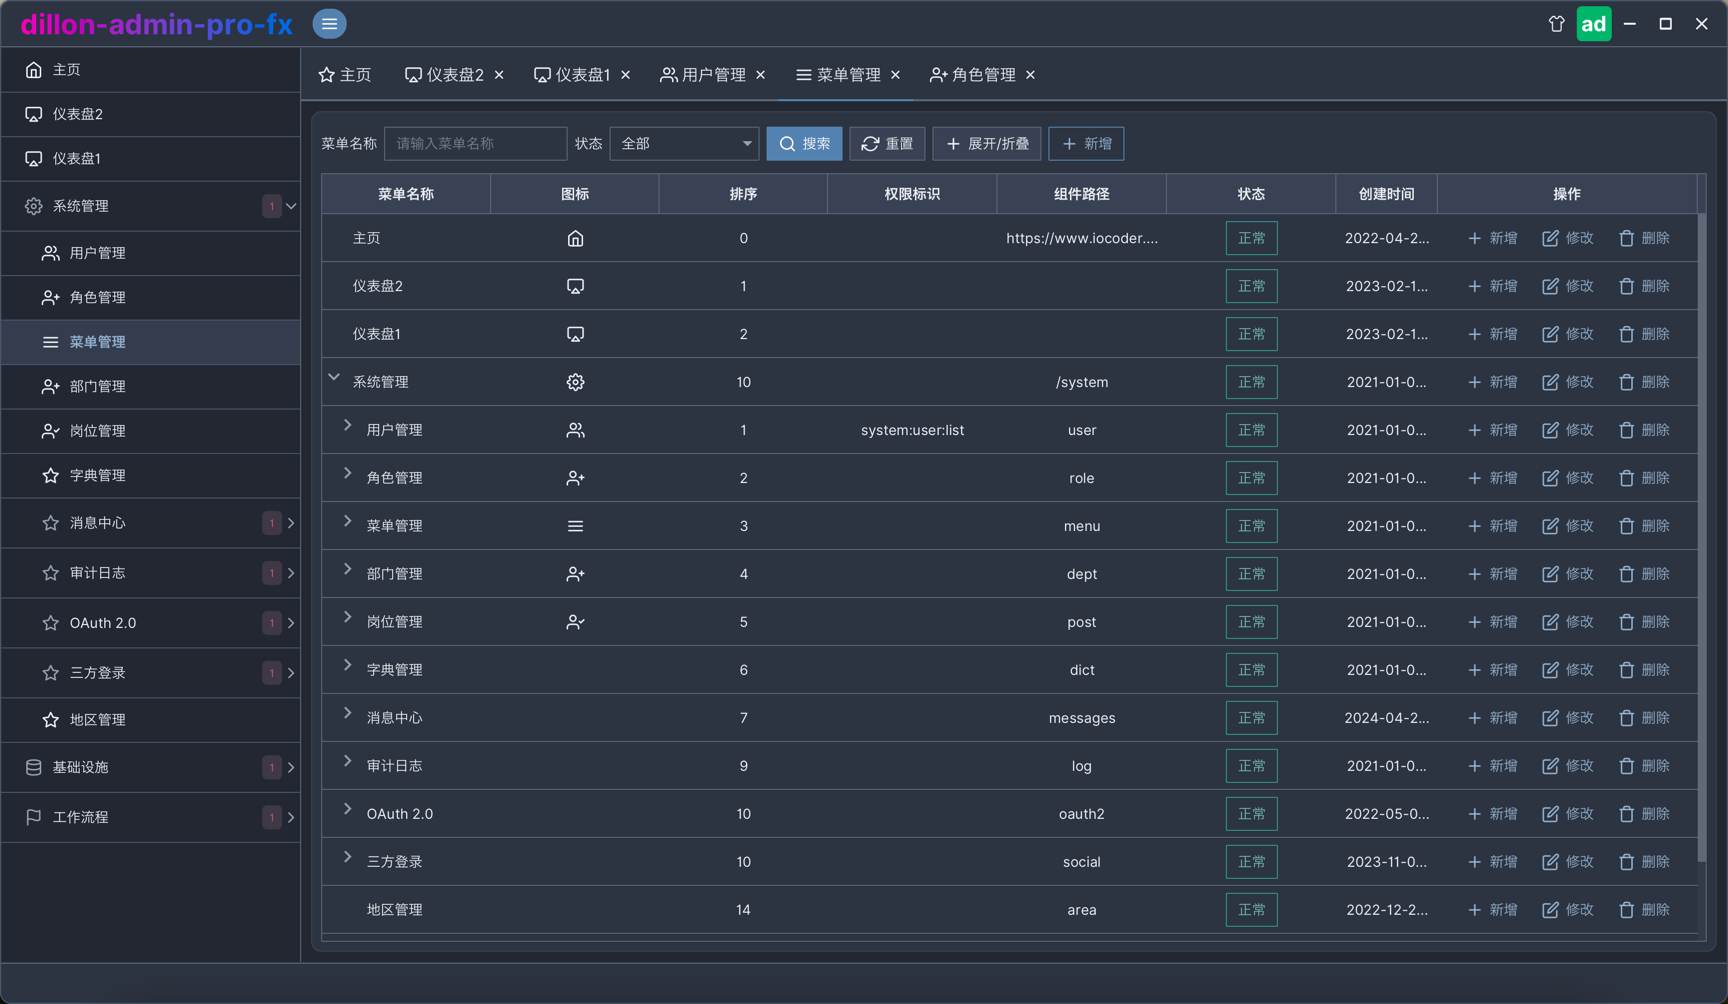 dillon-admin-pro-fx ad
主页
仪表盘2
仪表盘1
系统管理 1
用户管理
角色管理
菜单管理
部门管理
岗位管理
字典管理
消息中心 1
审计日志 1
OAuth 2.0 1
三方登录 1
地区管理
基础设施 1
工作流程 1
主页 仪表盘2 仪表盘1 用户管理 菜单管理 角色管理
菜单名称 请输入菜单名称 状态 全部 搜索 重置 展开/折叠 新增
菜单名称 图标 排序 权限标识 组件路径 状态 创建时间 操作
主页 0 https://www.iocoder.... 正常 2022-04-2... 新增 修改 删除
仪表盘2 1 正常 2023-02-1... 新增 修改 删除
仪表盘1 2 正常 2023-02-1... 新增 修改 删除
系统管理 10 /system 正常 2021-01-0... 新增 修改 删除
用户管理 1 system:user:list user 正常 2021-01-0... 新增 修改 删除
角色管理 2 role 正常 2021-01-0... 新增 修改 删除
菜单管理 3 menu 正常 2021-01-0... 新增 修改 删除
部门管理 4 dept 正常 2021-01-0... 新增 修改 删除
岗位管理 5 post 正常 2021-01-0... 新增 修改 删除
字典管理 6 dict 正常 2021-01-0... 新增 修改 删除
消息中心 7 messages 正常 2024-04-2... 新增 修改 删除
审计日志 9 log 正常 2021-01-0... 新增 修改 删除
OAuth 2.0 10 oauth2 正常 2022-05-0... 新增 修改 删除
三方登录 10 social 正常 2023-11-0... 新增 修改 删除
地区管理 14 area 正常 2022-12-2... 新增 修改 删除